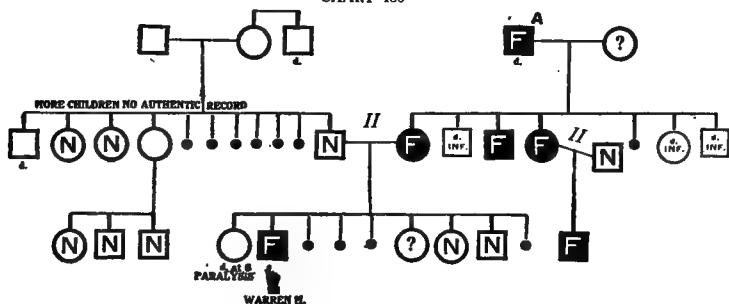 CHART 180
A
F ?
d. d.
MORE CHILDREN NO AUTHENTIC RECORD
II II
N N N F d. INF. F F N d. INF. d. INF.
d.
N N N F ? N N F
d. at 8
PARALYSIS
WARREN H.